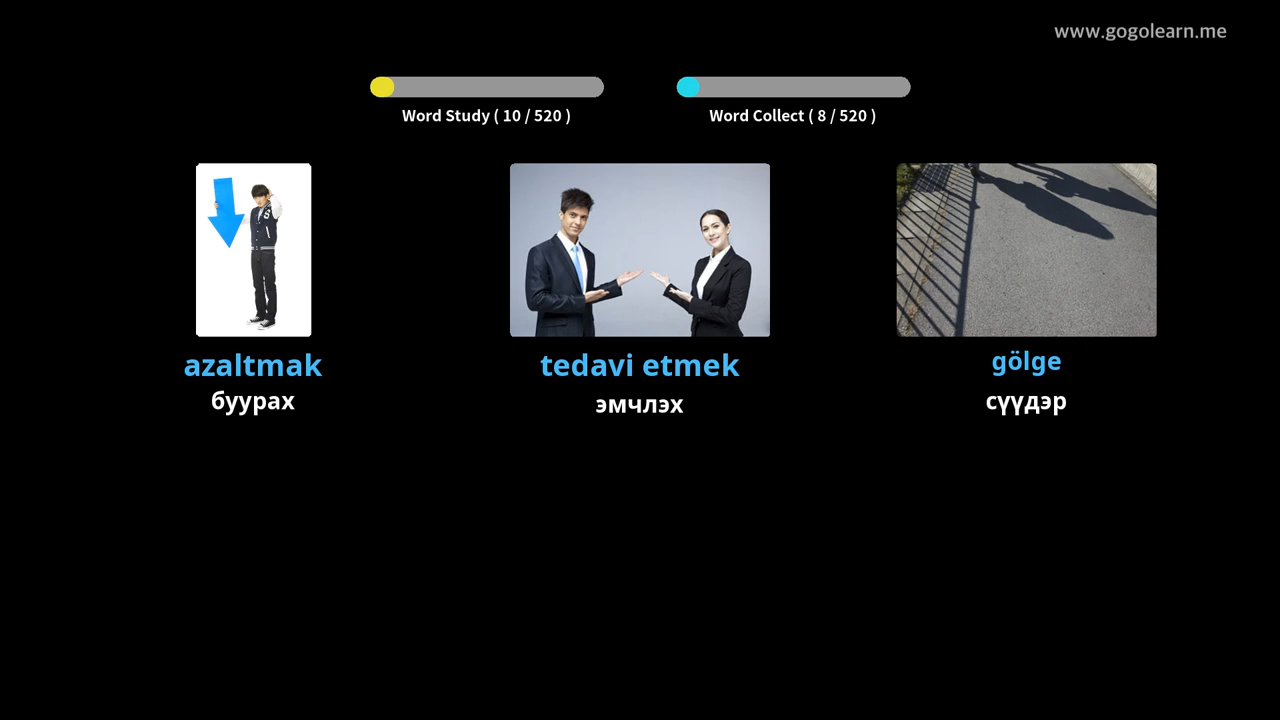 www.gogolearn.me
Word Study ( 10 / 520 )
Word Collect ( 8 / 520 )
azaltmak
буурах
tedavi etmek
эмчлэх
gölge
сүүдэр